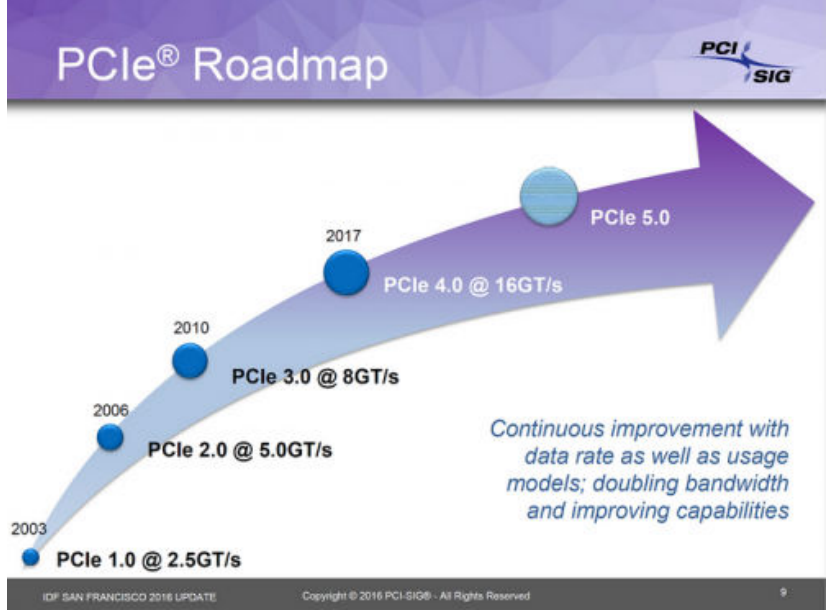 PCIe® Roadmap
PCI
SIG
PCIe 5.0
2017
PCIe 4.0 @ 16GT/s
2010
PCIe 3.0 @ 8GT/s
2006
PCIe 2.0 @ 5.0GT/s
2003
PCIe 1.0 @ 2.5GT/s
Continuous improvement with
data rate as well as usage
models; doubling bandwidth
and improving capabilities
IDF SAN FRANCISCO 2016 UPDATE
Copyright © 2016 PCI-SIG® - All Rights Reserved
9